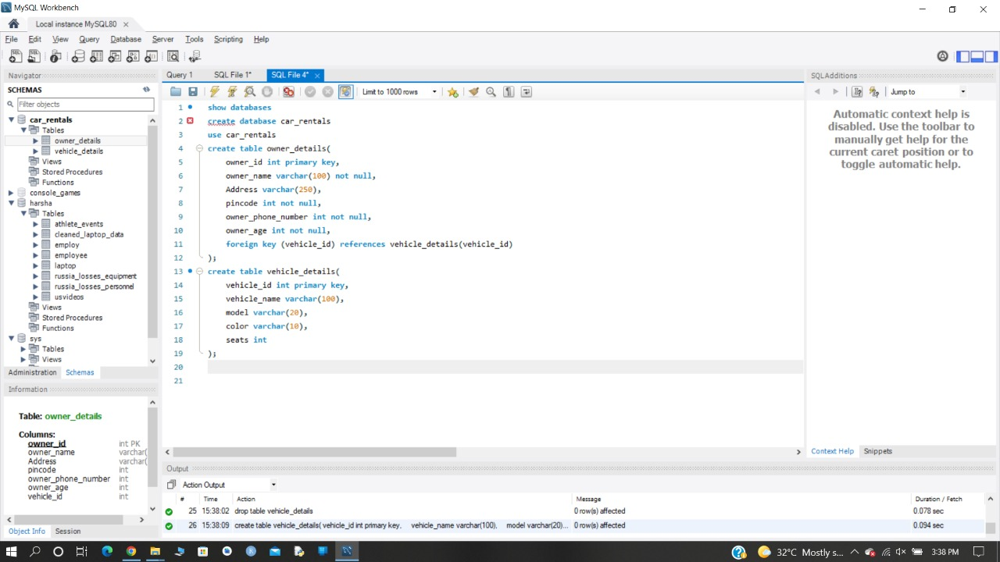 MySQL Workbench
Local instance MySQL80
File Edit View Query Database Server Tools Scripting Help
Navigator
SCHEMAS
Filter objects
car_rentals
Tables
owner_details
vehicle_details
Views
Stored Procedures
Functions
console_games
harsha
Tables
athlete_events
cleaned_laptop_data
employ
employee
laptop
russia_losses_equipment
russia_losses_personnel
usvideos
Views
Stored Procedures
Functions
sys
Tables
Views
Administration Schemas
Information
Table: owner_details
Columns:
owner_id int PK
owner_name varchar(
Address varchar(
pincode int
owner_phone_number int
owner_age int
vehicle_id int
Object Info Session
Query 1 SQL File 1* SQL File 4*
Limit to 1000 rows
1 show databases
2 create database car_rentals
3 use car_rentals
4 create table owner_details(
5 owner_id int primary key,
6 owner_name varchar(100) not null,
7 Address varchar(250),
8 pincode int not null,
9 owner_phone_number int not null,
10 owner_age int not null,
11 foreign key (vehicle_id) references vehicle_details(vehicle_id)
12 );
13 create table vehicle_details(
14 vehicle_id int primary key,
15 vehicle_name varchar(100),
16 model varchar(20),
17 color varchar(10),
18 seats int
19 );
20
21
Output
Action Output
# Time Action Message Duration / Fetch
25 15:38:02 drop table vehicle_details 0 row(s) affected 0.078 sec
26 15:38:09 create table vehicle_details( vehicle_id int primary key, vehicle_name varchar(100), model varchar(20)... 0 row(s) affected 0.094 sec
SQLAdditions
Jump to
Automatic context help is
disabled. Use the toolbar to
manually get help for the
current caret position or to
toggle automatic help.
Context Help Snippets
32°C Mostly s... ENG 3:38 PM